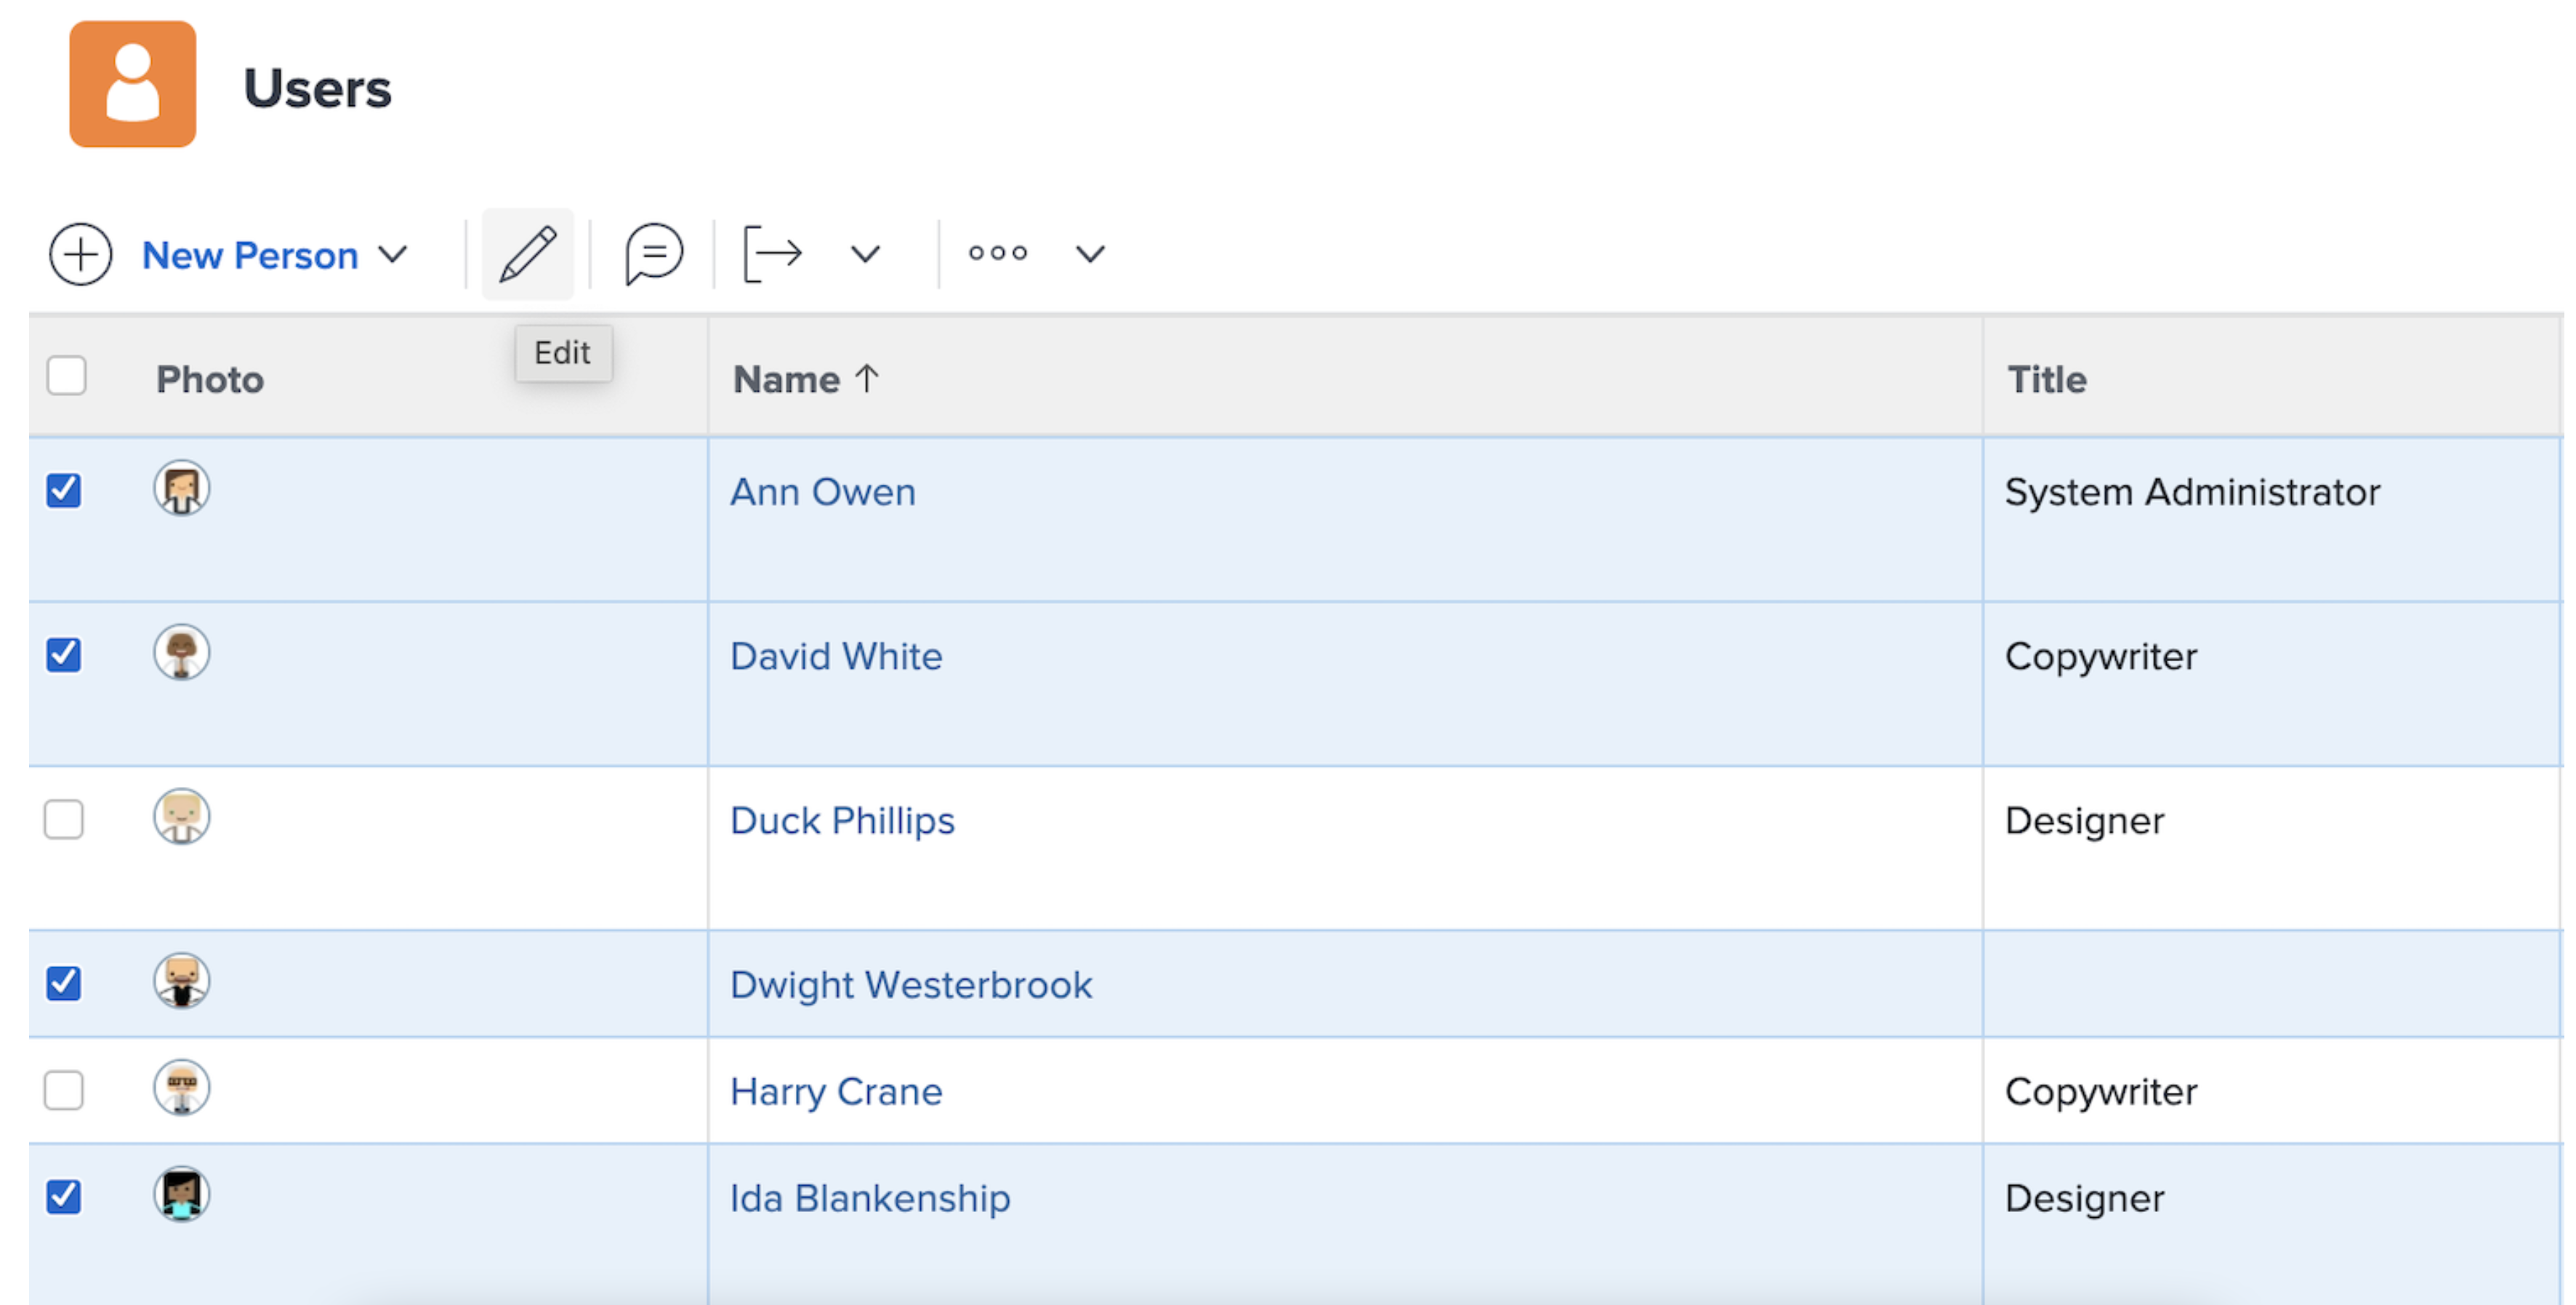 Users
New Person
Edit
Photo Name ↑ Title
Ann Owen System Administrator
David White Copywriter
Duck Phillips Designer
Dwight Westerbrook
Harry Crane Copywriter
Ida Blankenship Designer